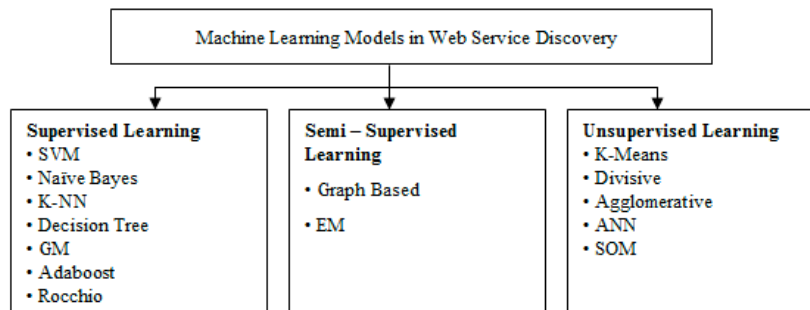 Machine Learning Models in Web Service Discovery
Supervised Learning
• SVM
• Naïve Bayes
• K-NN
• Decision Tree
• GM
• Adaboost
• Rocchio
Semi – Supervised
Learning
• Graph Based
• EM
Unsupervised Learning
• K-Means
• Divisive
• Agglomerative
• ANN
• SOM